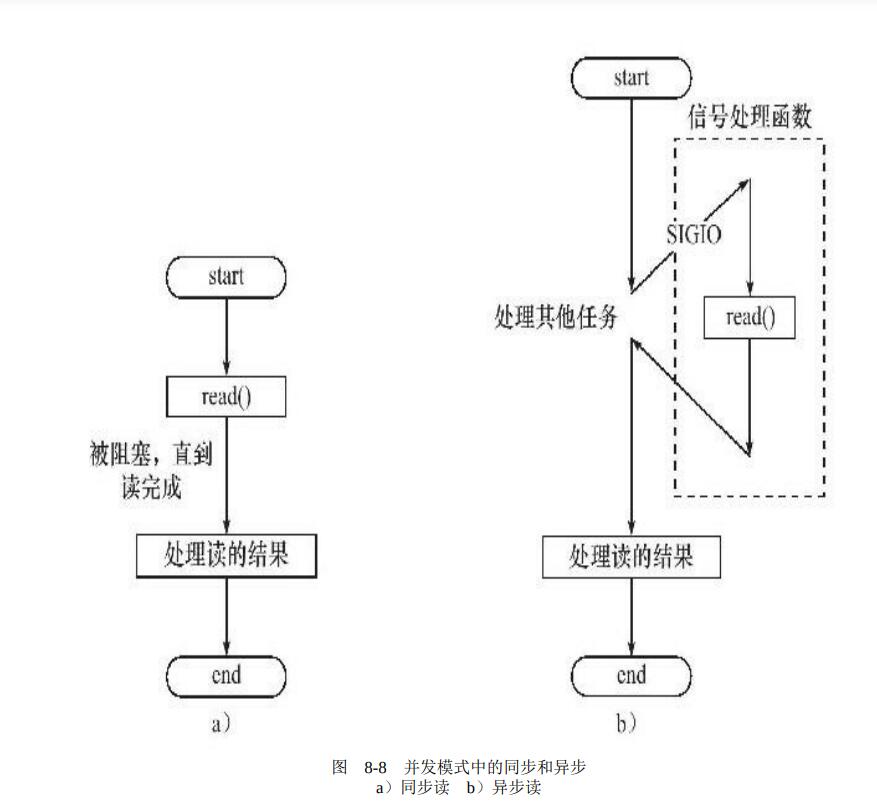 start
read()
被阻塞，直到
读完成
处理读的结果
end
a）
start
信号处理函数
SIGIO
处理其他任务
read()
处理读的结果
end
b）
图 8-8 并发模式中的同步和异步
a）同步读 b）异步读